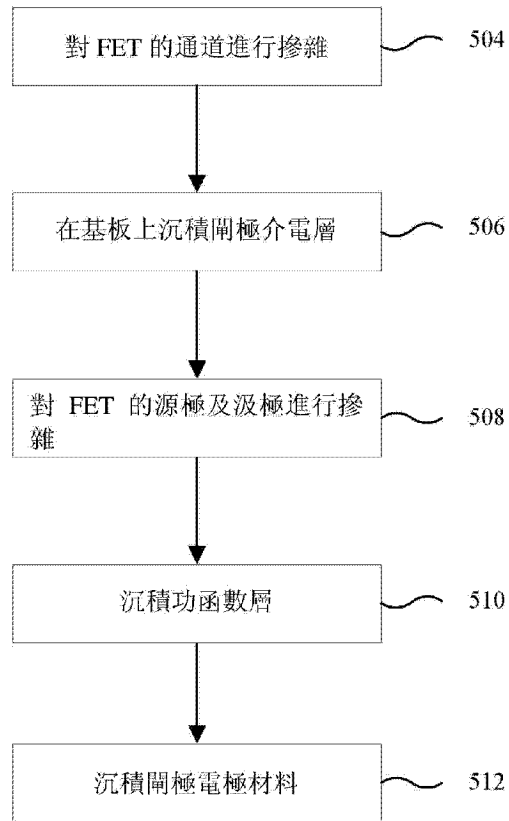 對 FET 的通道進行摻雜
504
在基板上沉積閘極介電層
506
對 FET 的源極及汲極進行摻
雜
508
沉積功函數層
510
沉積閘極電極材料
512